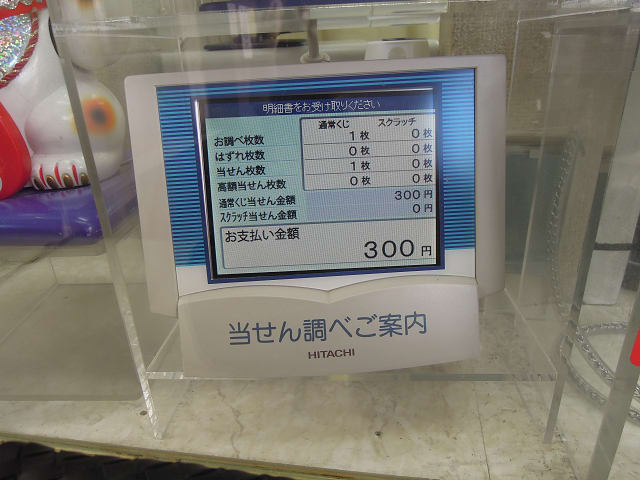 明細書をお受け取りください
通常くじ スクラッチ
お調べ枚数 1枚 0枚
はずれ枚数 0枚 0枚
当せん枚数 1枚 0枚
高額当せん枚数 0枚 0枚
通常くじ当せん金額 300円
スクラッチ当せん金額 0円
お支払い金額
300円
当せん調べご案内
HITACHI